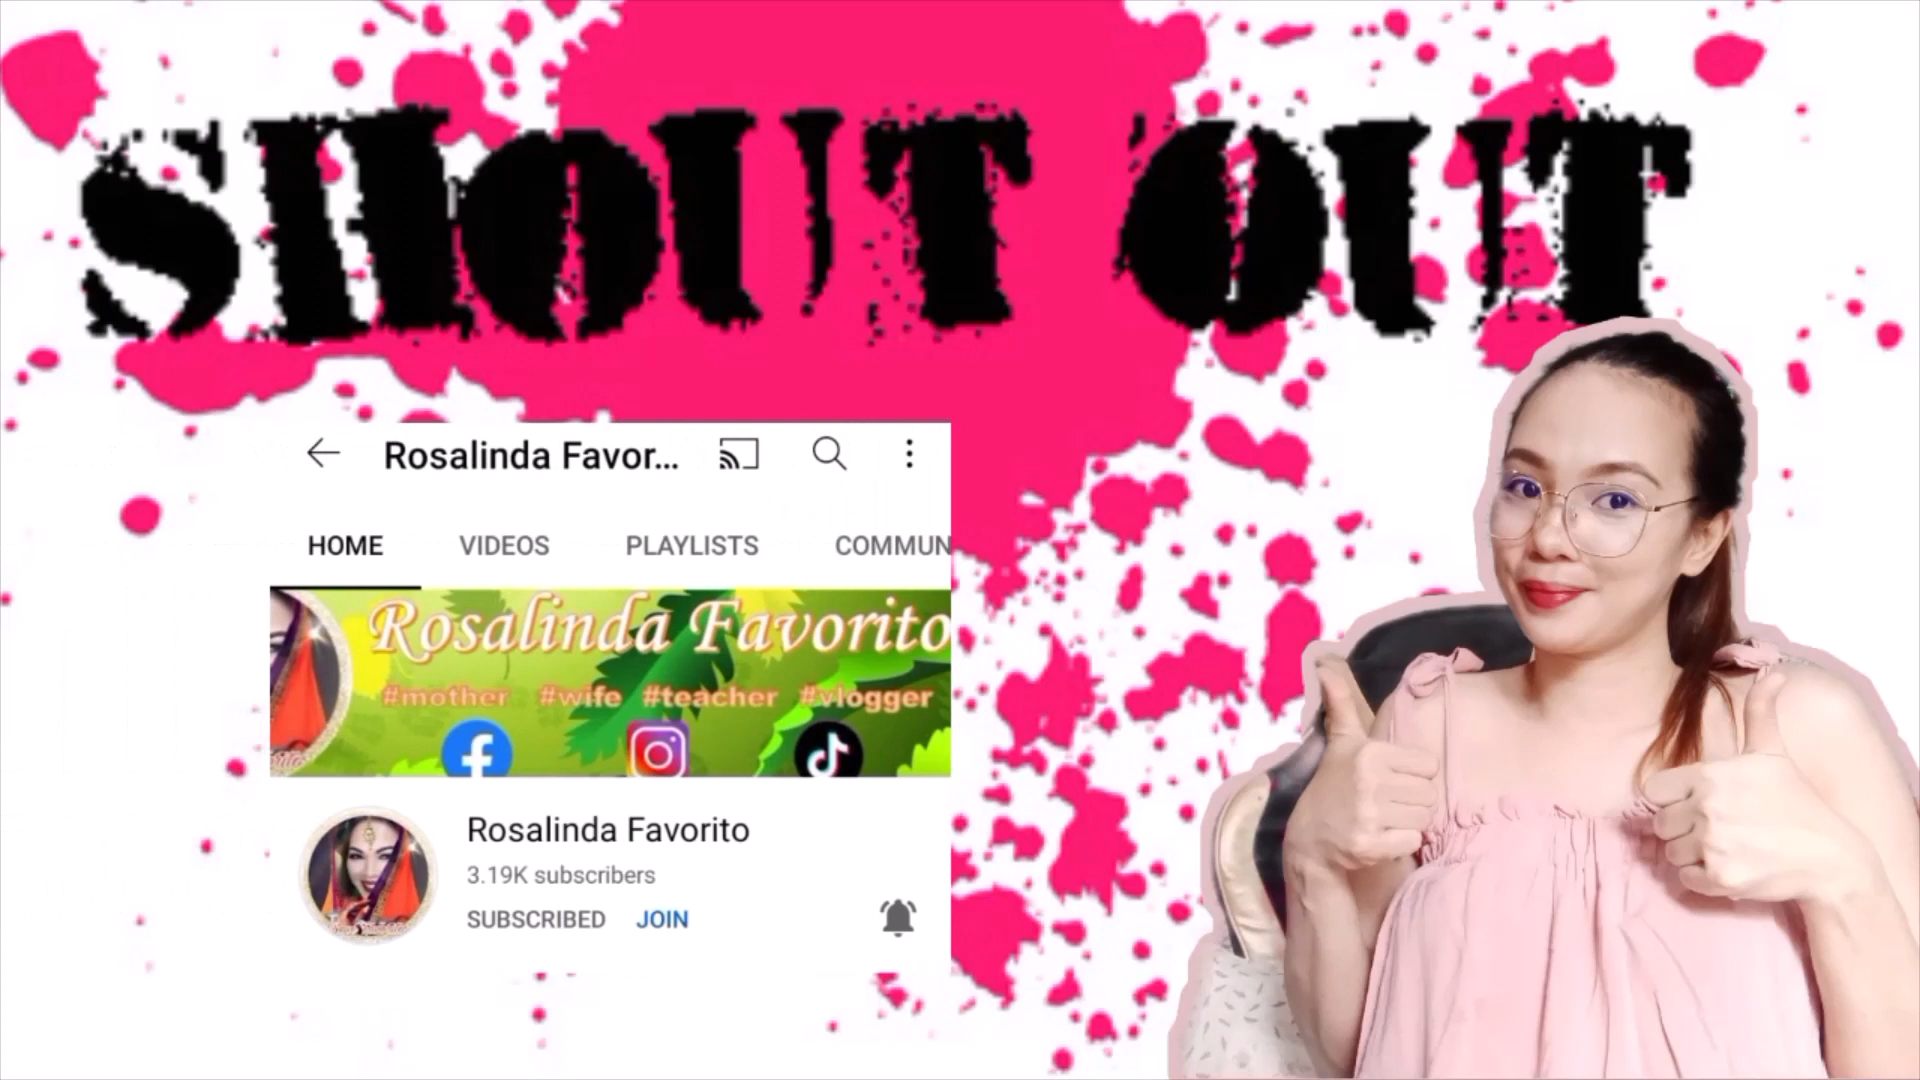 SHOUT OUT
Rosalinda Favor...
HOME VIDEOS PLAYLISTS COMMUN
Rosalinda Favorito
#mother #wife #teacher #vlogger
Rosalinda Favorito
3.19K subscribers
SUBSCRIBED JOIN